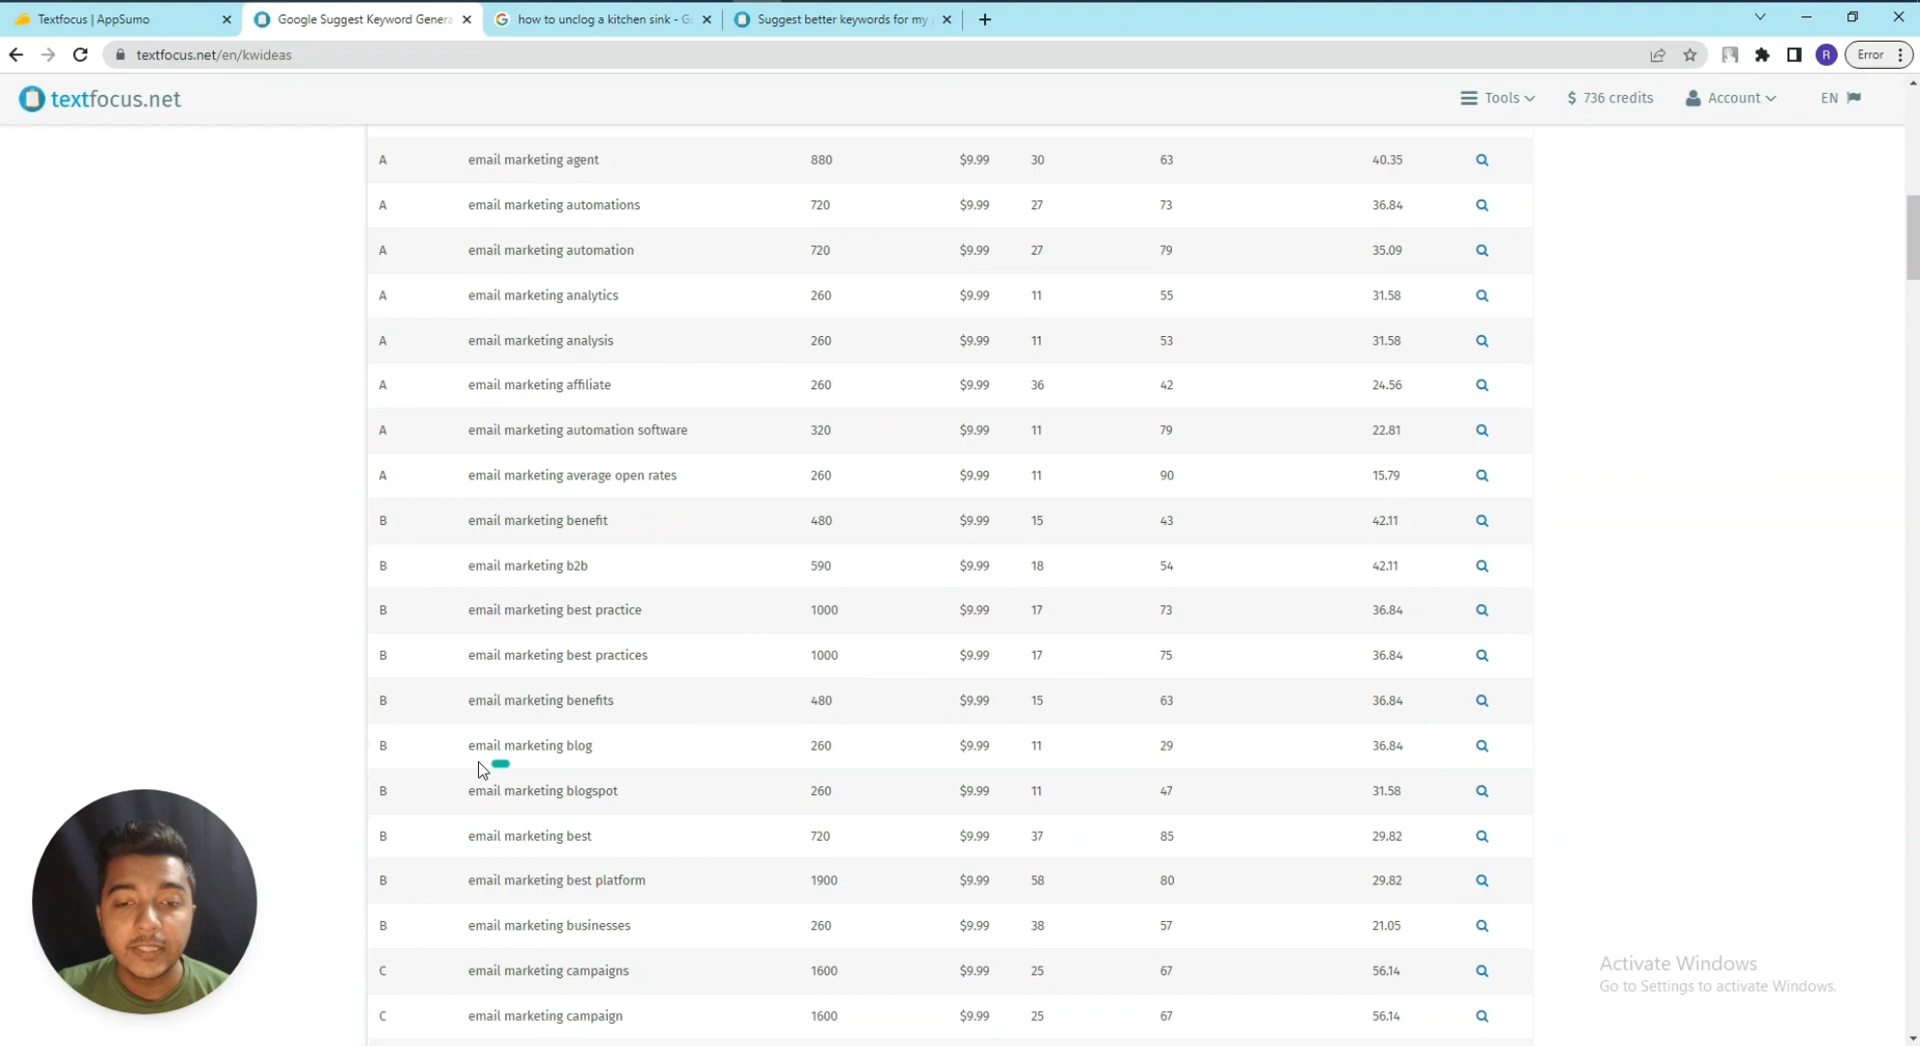 Textfocus | AppSumo
Google Suggest Keyword Genera
how to unclog a kitchen sink - G
Suggest better keywords for my
textfocus.net/en/kwideas
R
Error
textfocus.net
Tools
$ 736 credits
Account
EN
A email marketing agent 880 $9.99 30 63 40.35
A email marketing automations 720 $9.99 27 73 36.84
A email marketing automation 720 $9.99 27 79 35.09
A email marketing analytics 260 $9.99 11 55 31.58
A email marketing analysis 260 $9.99 11 53 31.58
A email marketing affiliate 260 $9.99 36 42 24.56
A email marketing automation software 320 $9.99 11 79 22.81
A email marketing average open rates 260 $9.99 11 90 15.79
B email marketing benefit 480 $9.99 15 43 42.11
B email marketing b2b 590 $9.99 18 54 42.11
B email marketing best practice 1000 $9.99 17 73 36.84
B email marketing best practices 1000 $9.99 17 75 36.84
B email marketing benefits 480 $9.99 15 63 36.84
B email marketing blog 260 $9.99 11 29 36.84
B email marketing blogspot 260 $9.99 11 47 31.58
B email marketing best 720 $9.99 37 85 29.82
B email marketing best platform 1900 $9.99 58 80 29.82
B email marketing businesses 260 $9.99 38 57 21.05
C email marketing campaigns 1600 $9.99 25 67 56.14
C email marketing campaign 1600 $9.99 25 67 56.14
Activate Windows
Go to Settings to activate Windows.